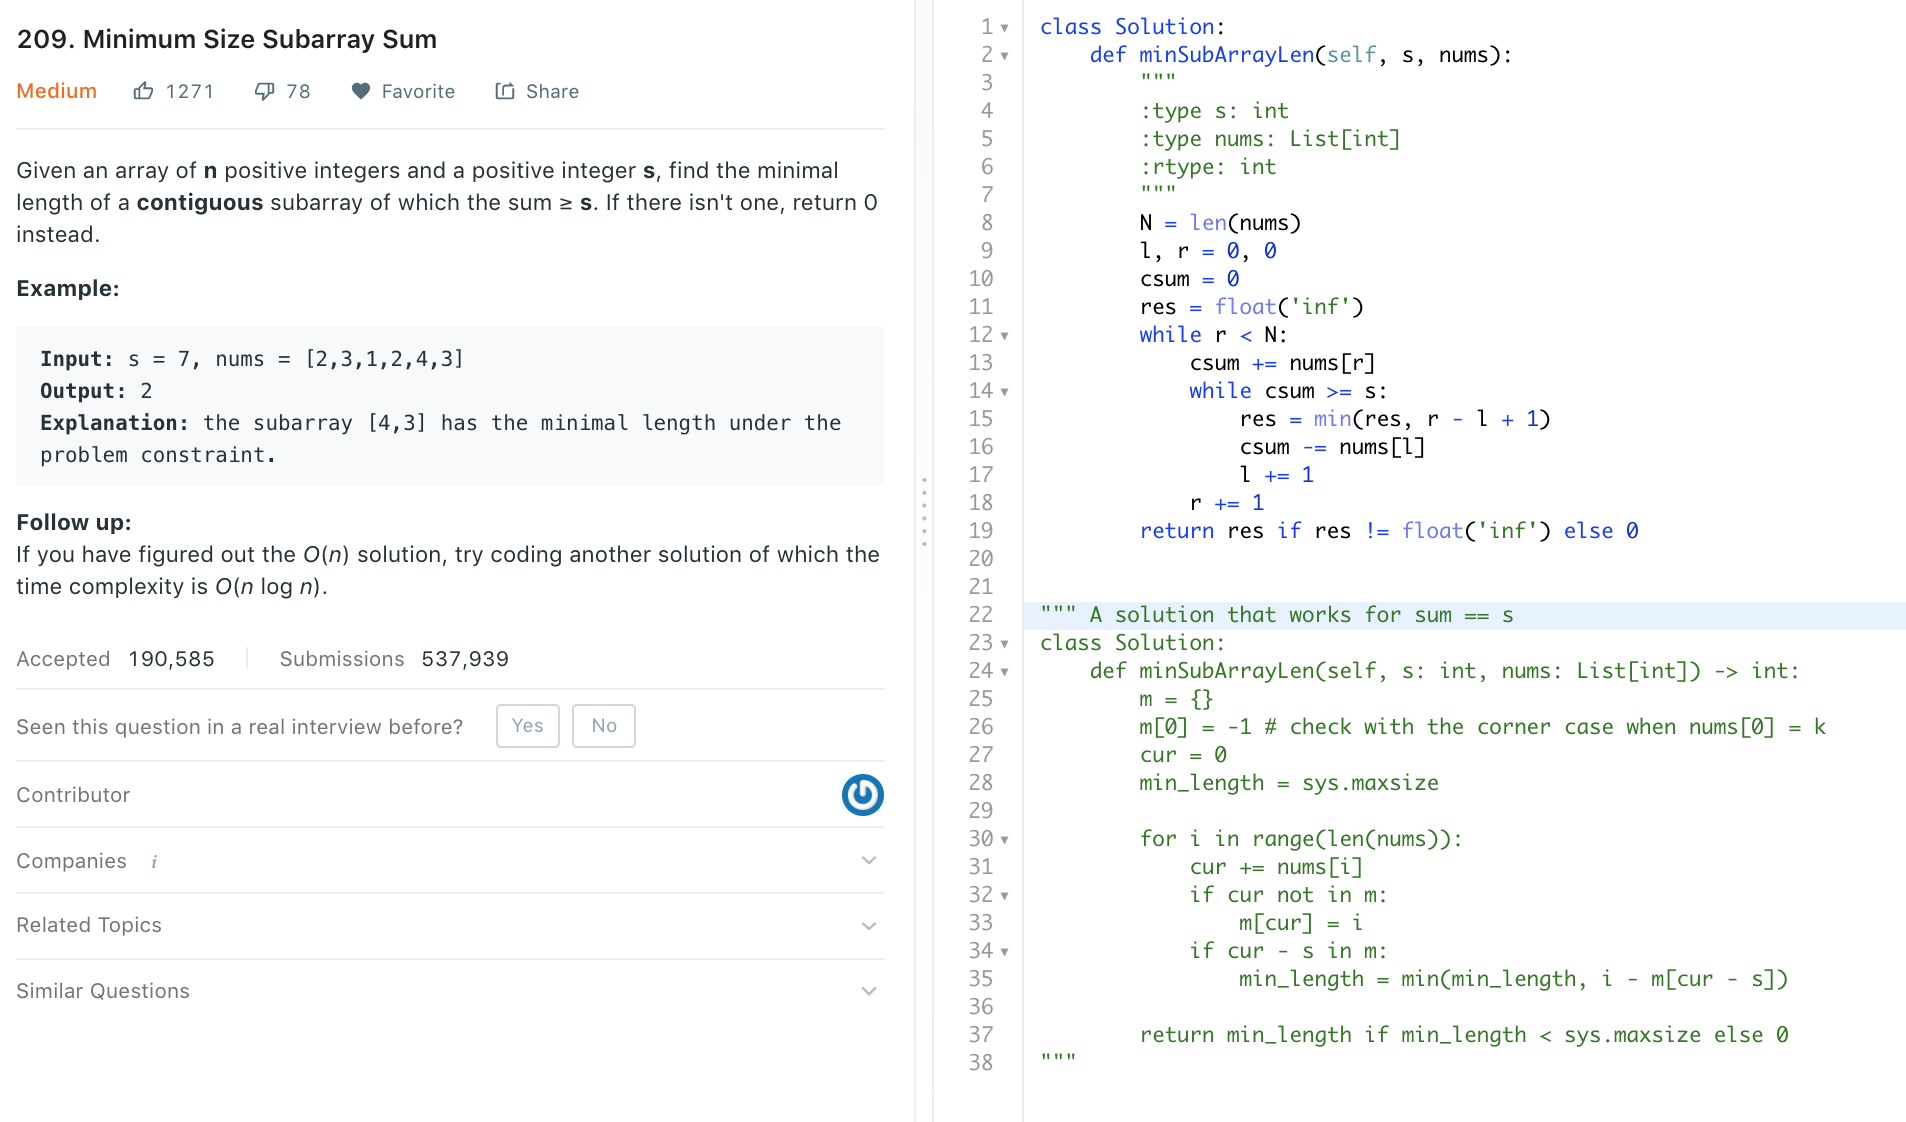 209. Minimum Size Subarray Sum
Medium 1271 78 Favorite Share
Given an array of n positive integers and a positive integer s, find the minimal
length of a contiguous subarray of which the sum ≥ s. If there isn't one, return 0
instead.
Example:
Input: s = 7, nums = [2,3,1,2,4,3]
Output: 2
Explanation: the subarray [4,3] has the minimal length under the
problem constraint.
Follow up:
If you have figured out the O(n) solution, try coding another solution of which the
time complexity is O(n log n).
Accepted 190,585 Submissions 537,939
Seen this question in a real interview before? Yes No
Contributor
Companies i
Related Topics
Similar Questions
1 class Solution:
2     def minSubArrayLen(self, s, nums):
3         """
4         :type s: int
5         :type nums: List[int]
6         :rtype: int
7         """
8         N = len(nums)
9         l, r = 0, 0
10         csum = 0
11         res = float('inf')
12         while r < N:
13             csum += nums[r]
14             while csum >= s:
15                 res = min(res, r - l + 1)
16                 csum -= nums[l]
17                 l += 1
18             r += 1
19         return res if res != float('inf') else 0
20
21
22 """ A solution that works for sum == s
23 class Solution:
24     def minSubArrayLen(self, s: int, nums: List[int]) -> int:
25         m = {}
26         m[0] = -1 # check with the corner case when nums[0] = k
27         cur = 0
28         min_length = sys.maxsize
29
30         for i in range(len(nums)):
31             cur += nums[i]
32             if cur not in m:
33                 m[cur] = i
34             if cur - s in m:
35                 min_length = min(min_length, i - m[cur - s])
36
37         return min_length if min_length < sys.maxsize else 0
38 """